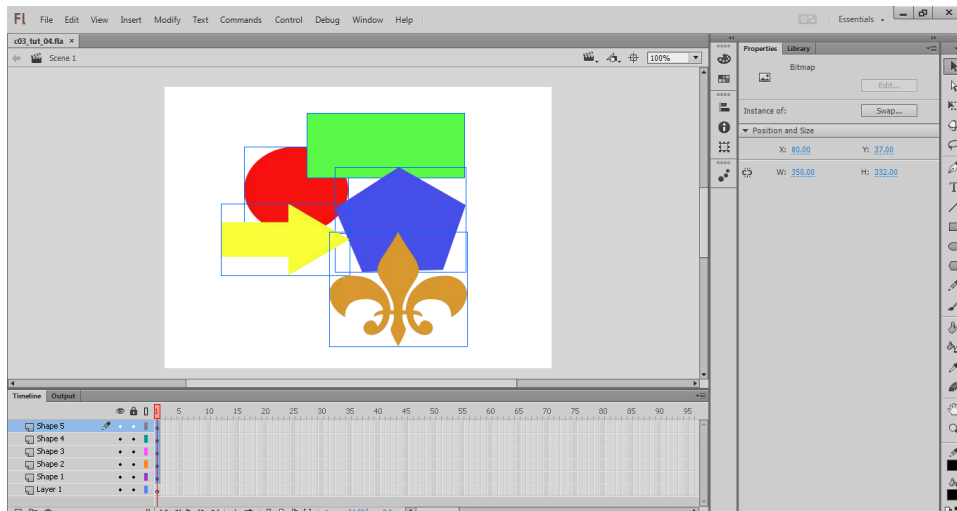 Fl File Edit View Insert Modify Text Commands Control Debug Window Help Essentials
c03_tut_04.fla ×
Scene 1 100%
Properties Library
Bitmap
Edit...
Instance of: Swap...
Position and Size
X: 80.00 Y: 37.00
W: 350.00 H: 332.00
T
Timeline Output
1 5 10 15 20 25 30 35 40 45 50 55 60 65 70 75 80 85 90 95
Shape 5
Shape 4
Shape 3
Shape 2
Shape 1
Layer 1